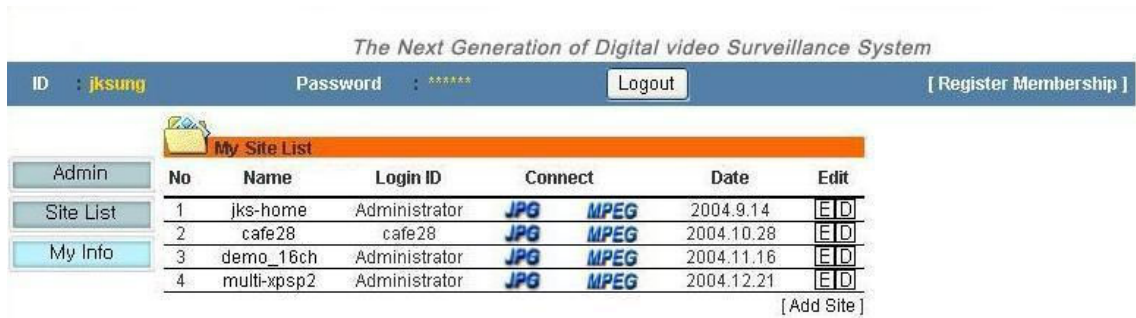 The Next Generation of Digital video Surveillance System
ID : jksung Password : ****** Logout [ Register Membership ]
My Site List
Admin
Site List
My Info
No Name Login ID Connect Date Edit
1 jks-home Administrator JPG MPEG 2004.9.14 E D
2 cafe28 cafe28 JPG MPEG 2004.10.28 E D
3 demo_16ch Administrator JPG MPEG 2004.11.16 E D
4 multi-xpsp2 Administrator JPG MPEG 2004.12.21 E D
[ Add Site ]